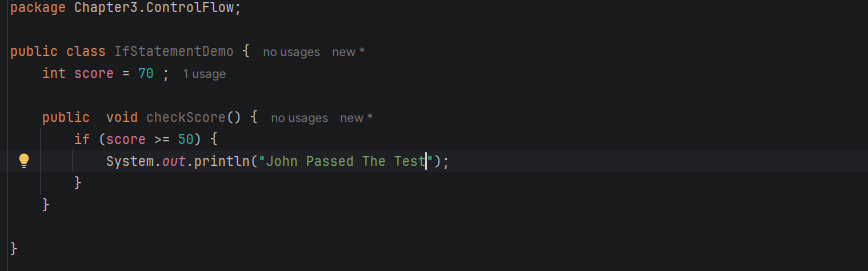 package Chapter3.ControlFlow;
public class IfStatementDemo { no usages new *
int score = 70 ; 1 usage
public  void checkScore() { no usages new *
if (score >= 50) {
System.out.println("John Passed The Test");
}
}
}